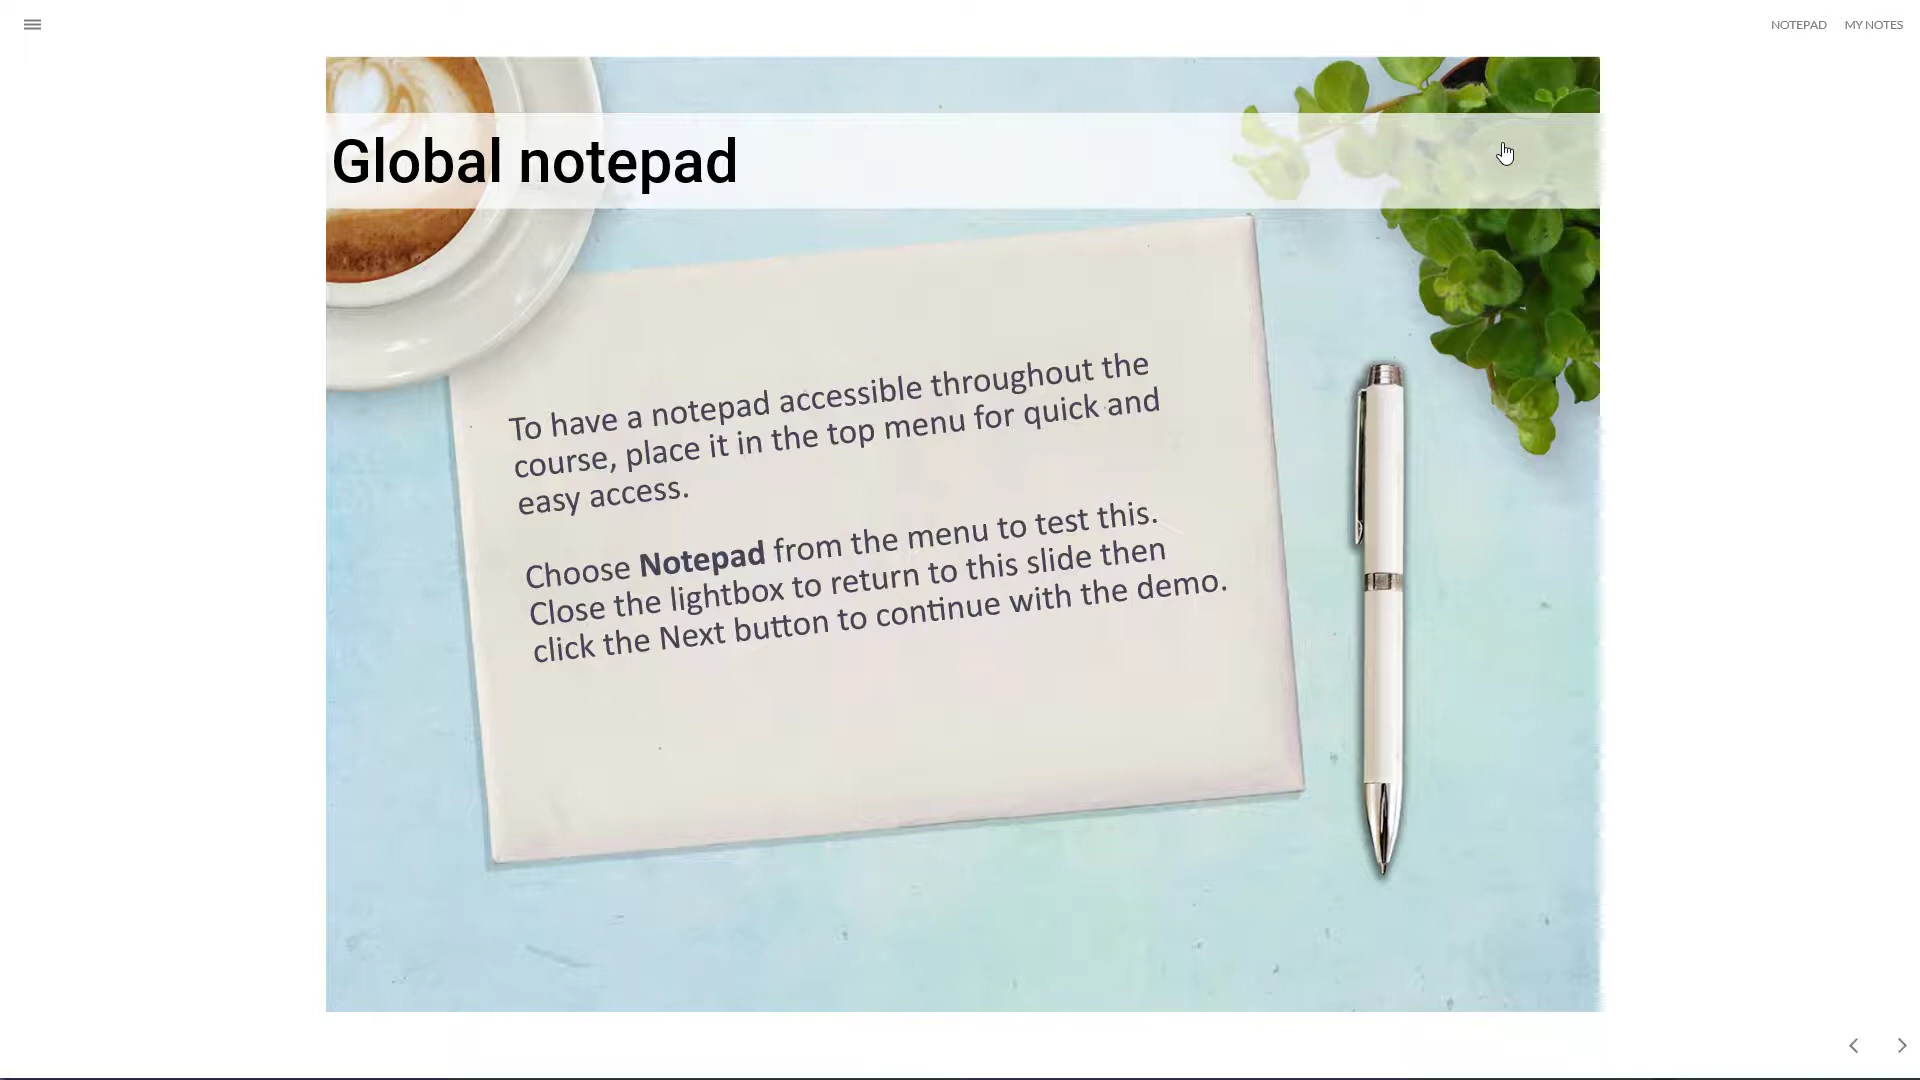 NOTEPAD MY NOTES
Global notepad
To have a notepad accessible throughout the
course, place it in the top menu for quick and
easy access.
Choose Notepad from the menu to test this.
Close the lightbox to return to this slide then
click the Next button to continue with the demo.